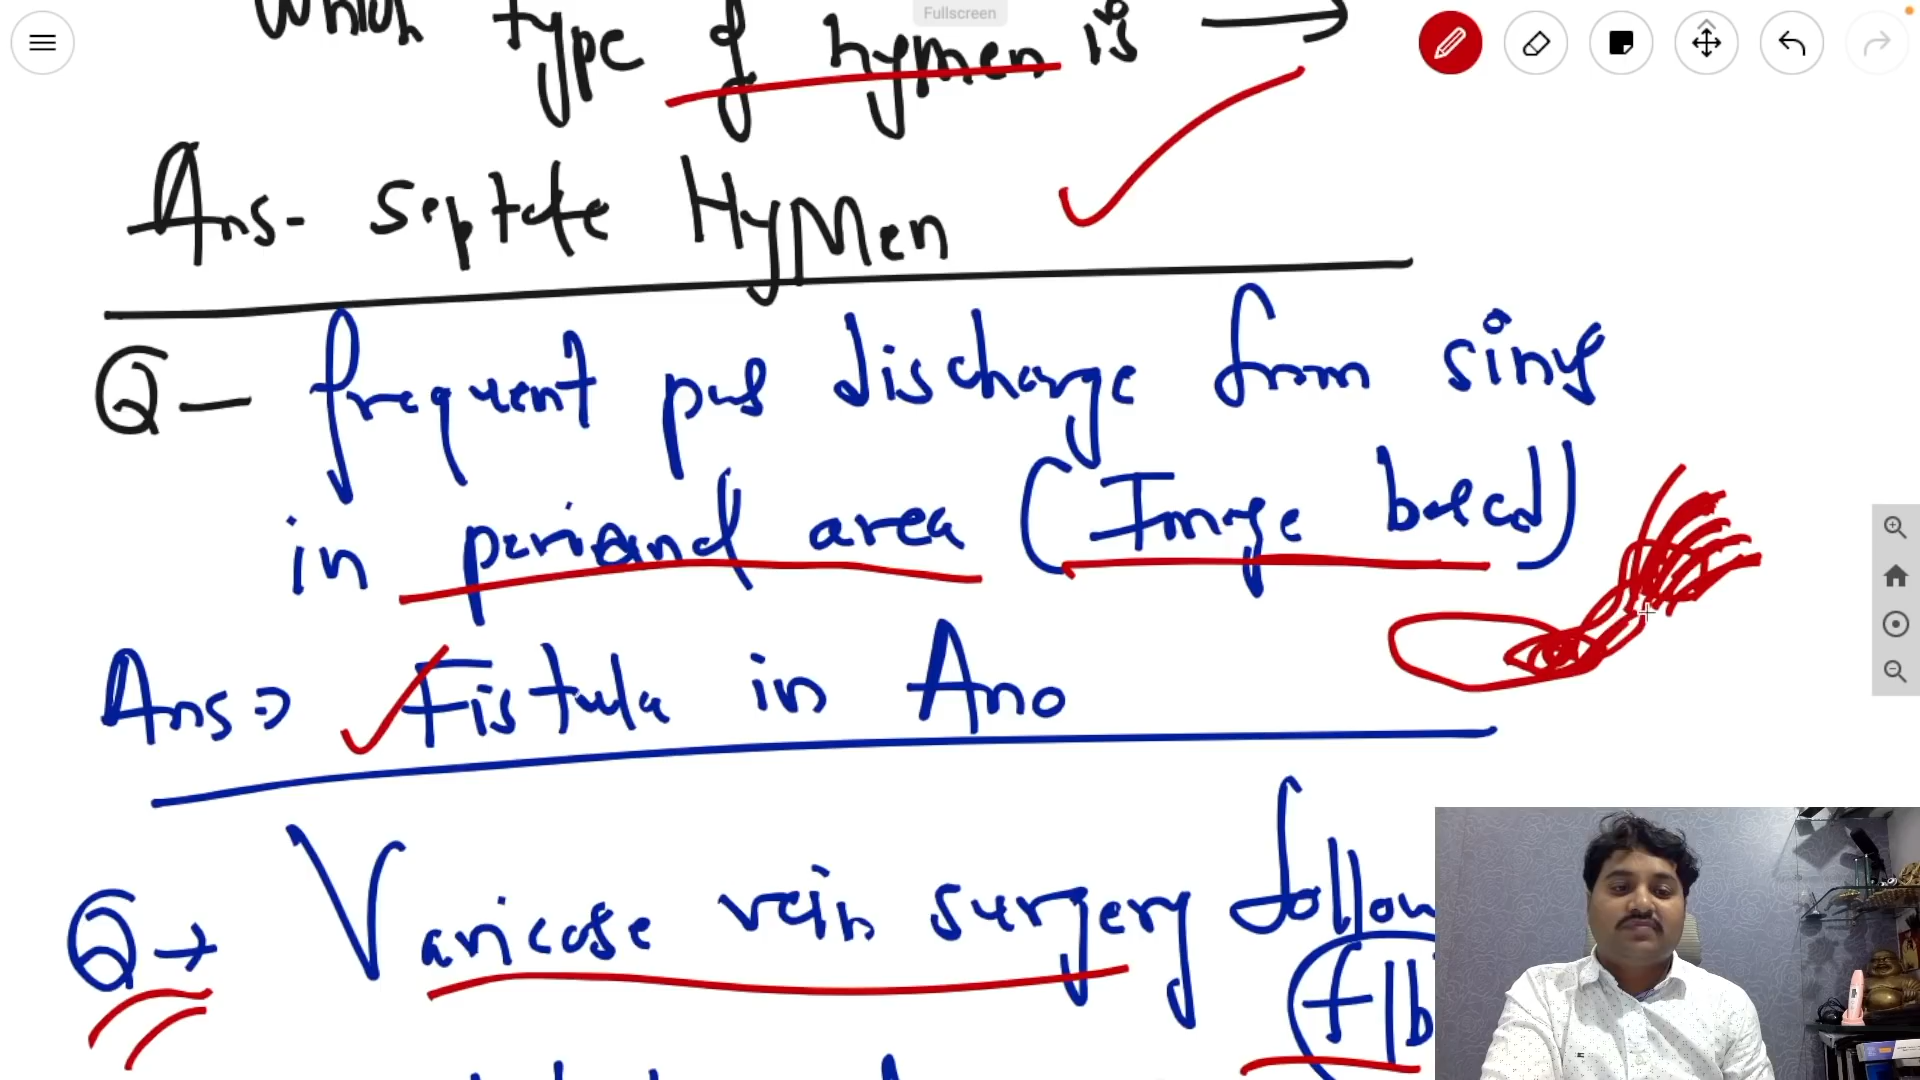 Fullscreen
Which type of hymen is →
Ans- Septate HyMen
Q- frequent pus discharge from sinus
in perianal area (Image based)
Ans⇒ Fistula in Ano
Q→ Varicose vein surgery follow